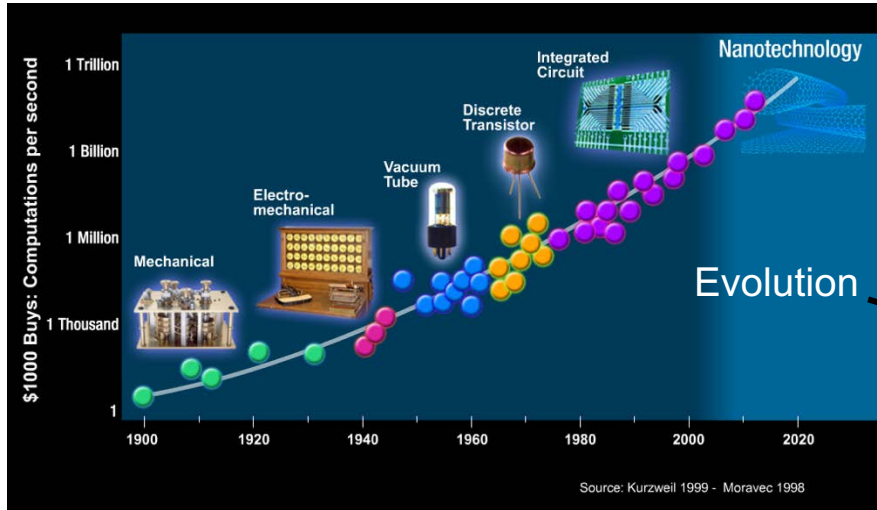 $1000 Buys: Computations per second
1 Trillion
1 Billion
1 Million
1 Thousand
1
Mechanical
Electro-
mechanical
Vacuum
Tube
Discrete
Transistor
Integrated
Circuit
Nanotechnology
Evolution
1900
1920
1940
1960
1980
2000
2020
Source: Kurzweil 1999 - Moravec 1998